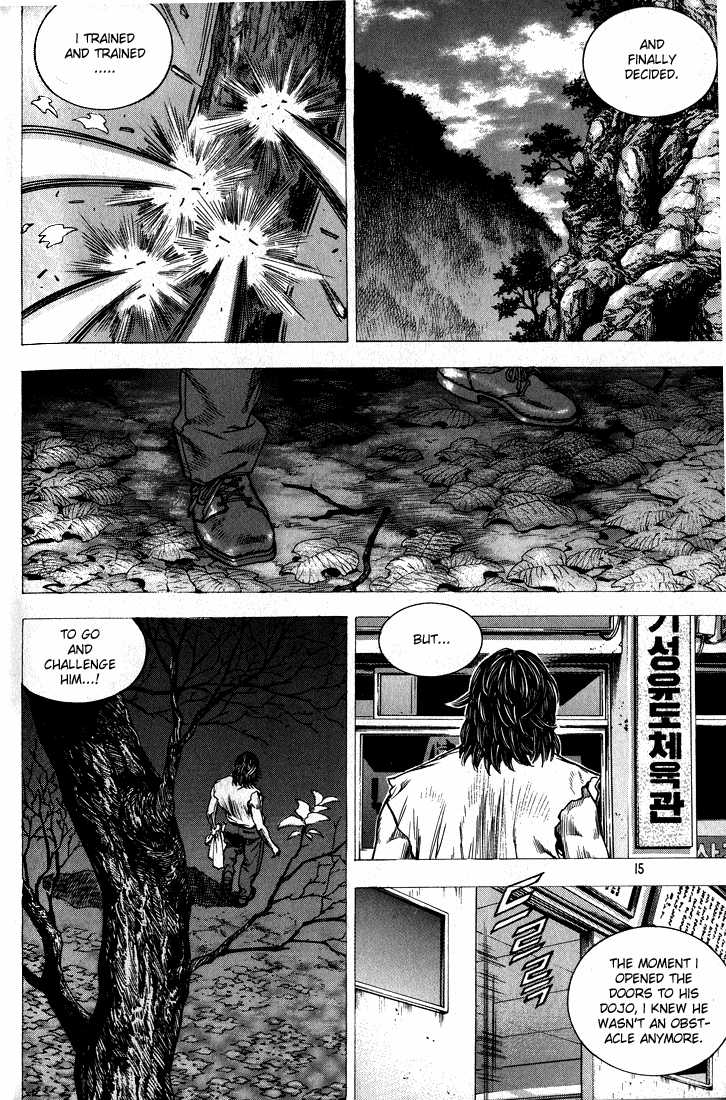 I TRAINED
AND TRAINED
.....
AND
FINALLY
DECIDED.
TO GO
AND
CHALLENGE
HIM...!
BUT...
성유도체육관
15
THE MOMENT I
OPENED THE
DOORS TO HIS
DOJO, I KNEW HE
WASN'T AN OBST-
ACLE ANYMORE.